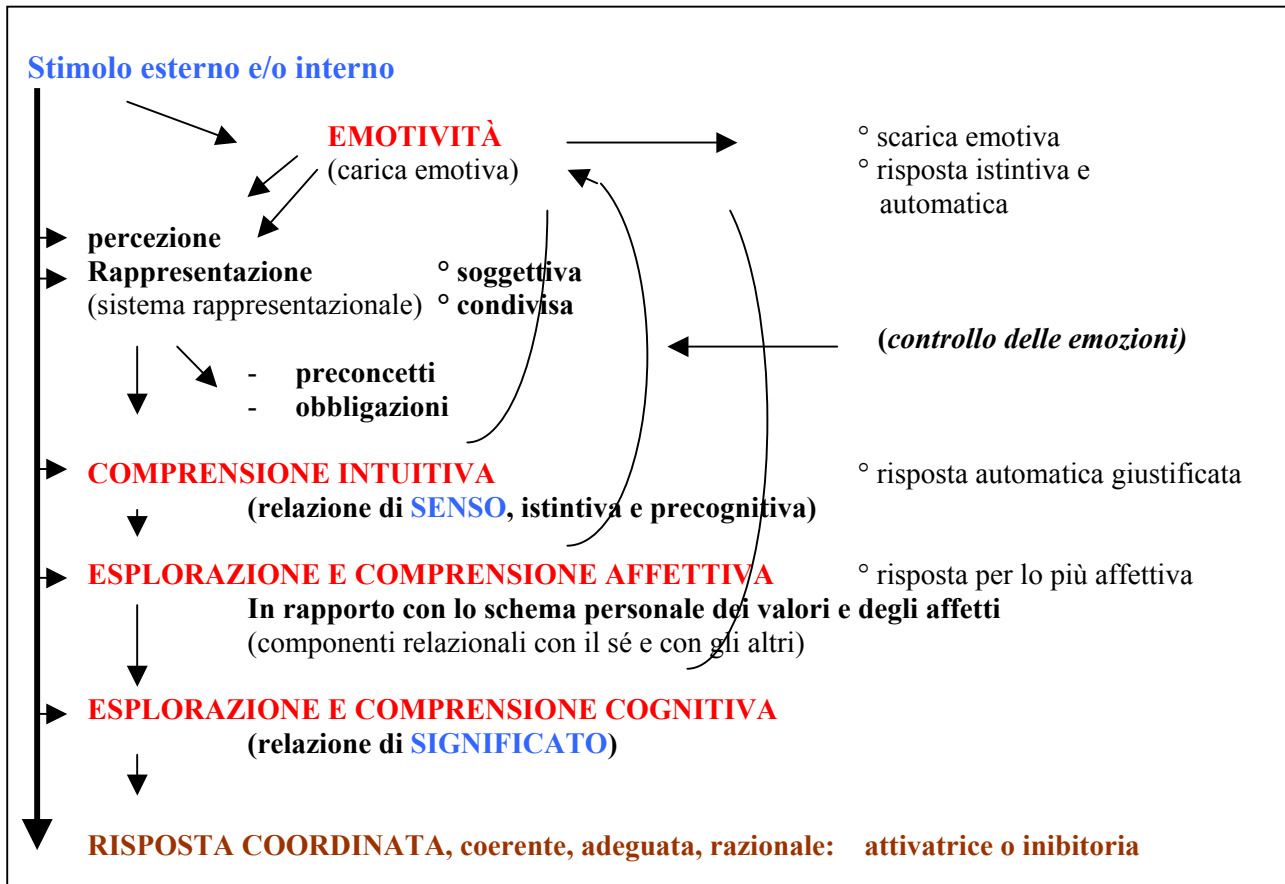 Stimolo esterno e/o interno
EMOTIVITÀ
° scarica emotiva
(carica emotiva)
° risposta istintiva e
automatica
percezione
Rappresentazione ° soggettiva
(sistema rappresentazionale) ° condivisa
(controllo delle emozioni)
- preconcetti
- obbligazioni
COMPRENSIONE INTUITIVA ° risposta automatica giustificata
(relazione di SENSO, istintiva e precognitiva)
ESPLORAZIONE E COMPRENSIONE AFFETTIVA ° risposta per lo più affettiva
In rapporto con lo schema personale dei valori e degli affetti
(componenti relazionali con il sé e con gli altri)
ESPLORAZIONE E COMPRENSIONE COGNITIVA
(relazione di SIGNIFICATO)
RISPOSTA COORDINATA, coerente, adeguata, razionale: attivatrice o inibitoria